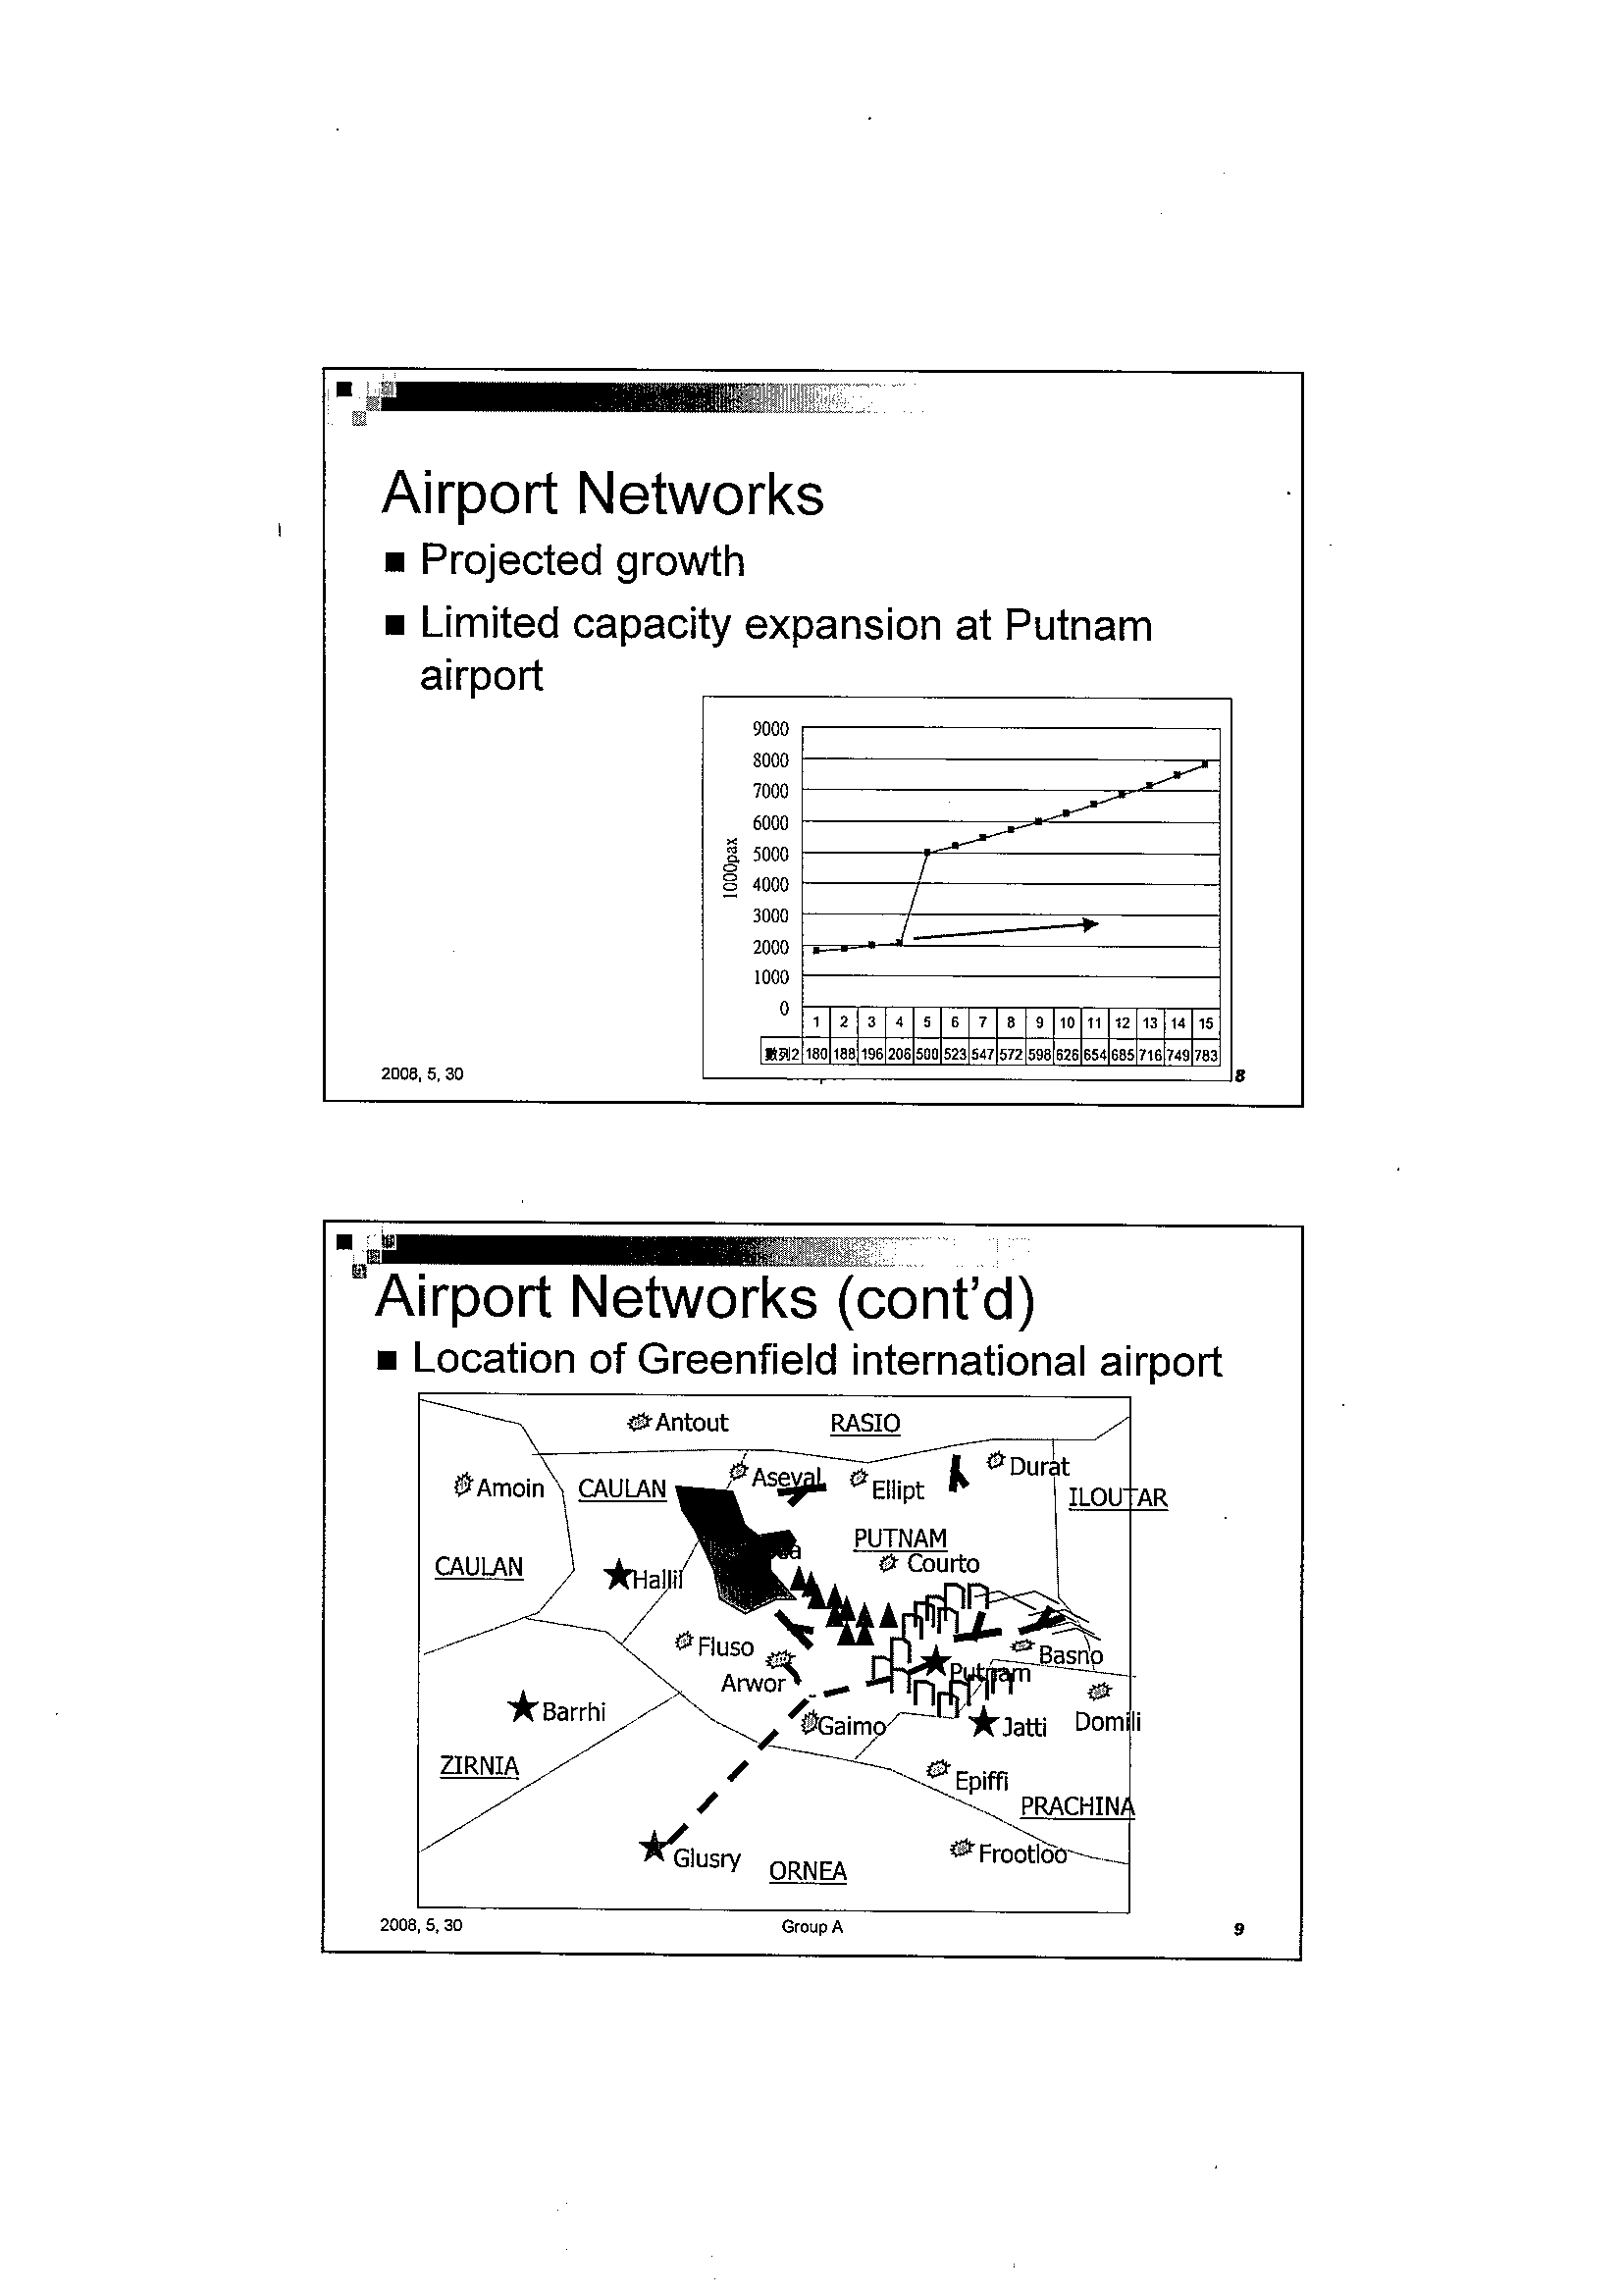 Airport Networks
■ Projected growth
■ Limited capacity expansion at Putnam
airport
9000
8000
7000
6000
5000
4000
3000
2000
1000
0
1000pax
1 2 3 4 5 6 7 8 9 10 11 12 13 14 15
數列2 180 188 196 206 500 523 547 572 598 626 654 685 716 749 783
2008, 5, 30
8
Airport Networks (cont'd)
■ Location of Greenfield international airport
Antout
RASIO
Amoin
CAULAN
Aseval
Ellipt
Durat
ILOUTAR
PUTNAM
Courto
CAULAN
Hallil
Fluso
Arwor
Basno
Putnam
Barrhi
Gaimo
Jatti
Domili
ZIRNIA
Epiffi
PRACHINA
Glusry
ORNEA
Frootloo
2008, 5, 30
Group A
9